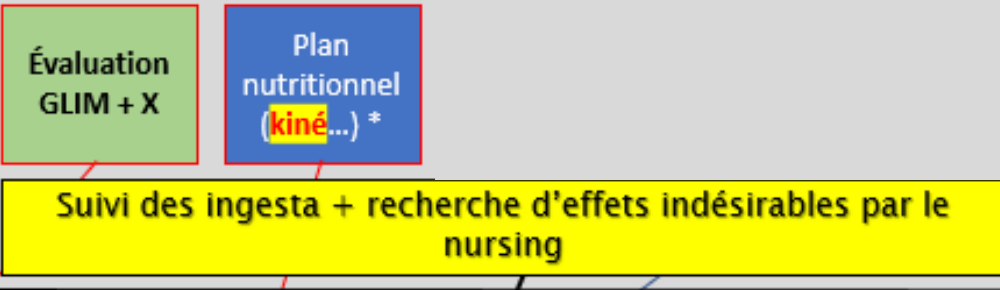 Évaluation
GLIM + X
Plan
nutritionnel
(kiné...) *
Suivi des ingesta + recherche d'effets indésirables par le
nursing